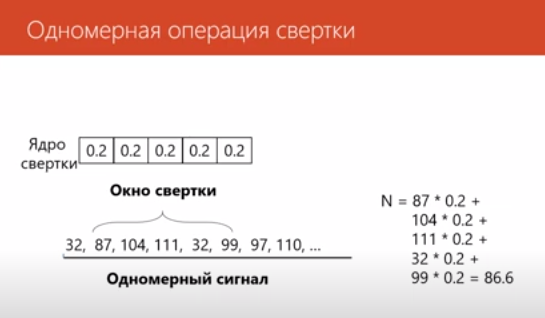 Одномерная операция свертки
Ядро
свертки
0.2 0.2 0.2 0.2 0.2
Окно свертки
32, 87, 104, 111, 32, 99, 97, 110, ...
Одномерный сигнал
N = 87 * 0.2 +
104 * 0.2 +
111 * 0.2 +
32 * 0.2 +
99 * 0.2 = 86.6